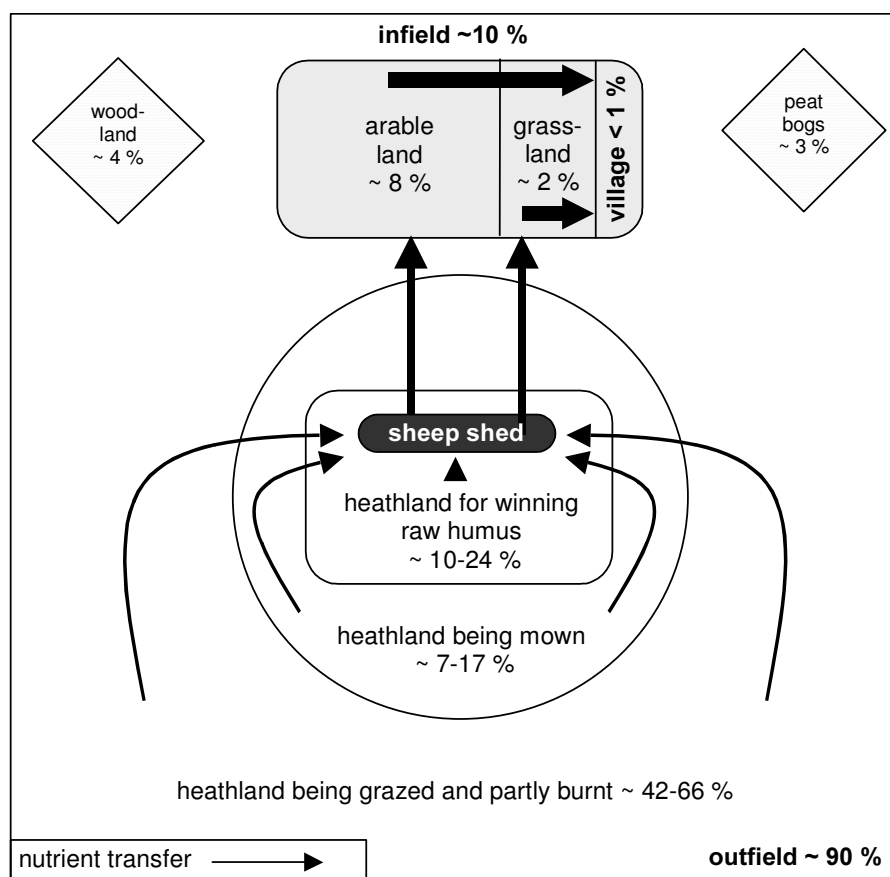 infield ~10 %
wood-
land
~ 4 %
arable
land
~ 8 %
grass-
land
~ 2 %
village < 1 %
peat
bogs
~ 3 %
sheep shed
heathland for winning
raw humus
~ 10-24 %
heathland being mown
~ 7-17 %
heathland being grazed and partly burnt ~ 42-66 %
nutrient transfer
outfield ~ 90 %